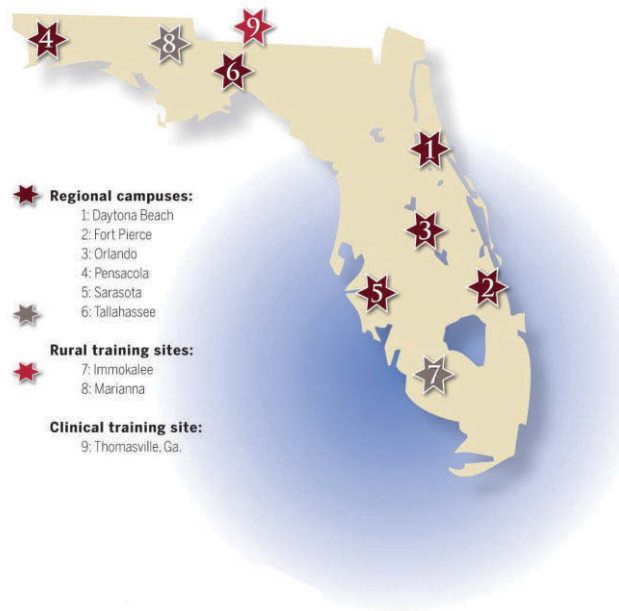 4
8
9
6
1
3
5
2
7
Regional campuses:
1: Daytona Beach
2: Fort Pierce
3: Orlando
4: Pensacola
5: Sarasota
6: Tallahassee
Rural training sites:
7: Immokalee
8: Marianna
Clinical training site:
9: Thomasville, Ga.